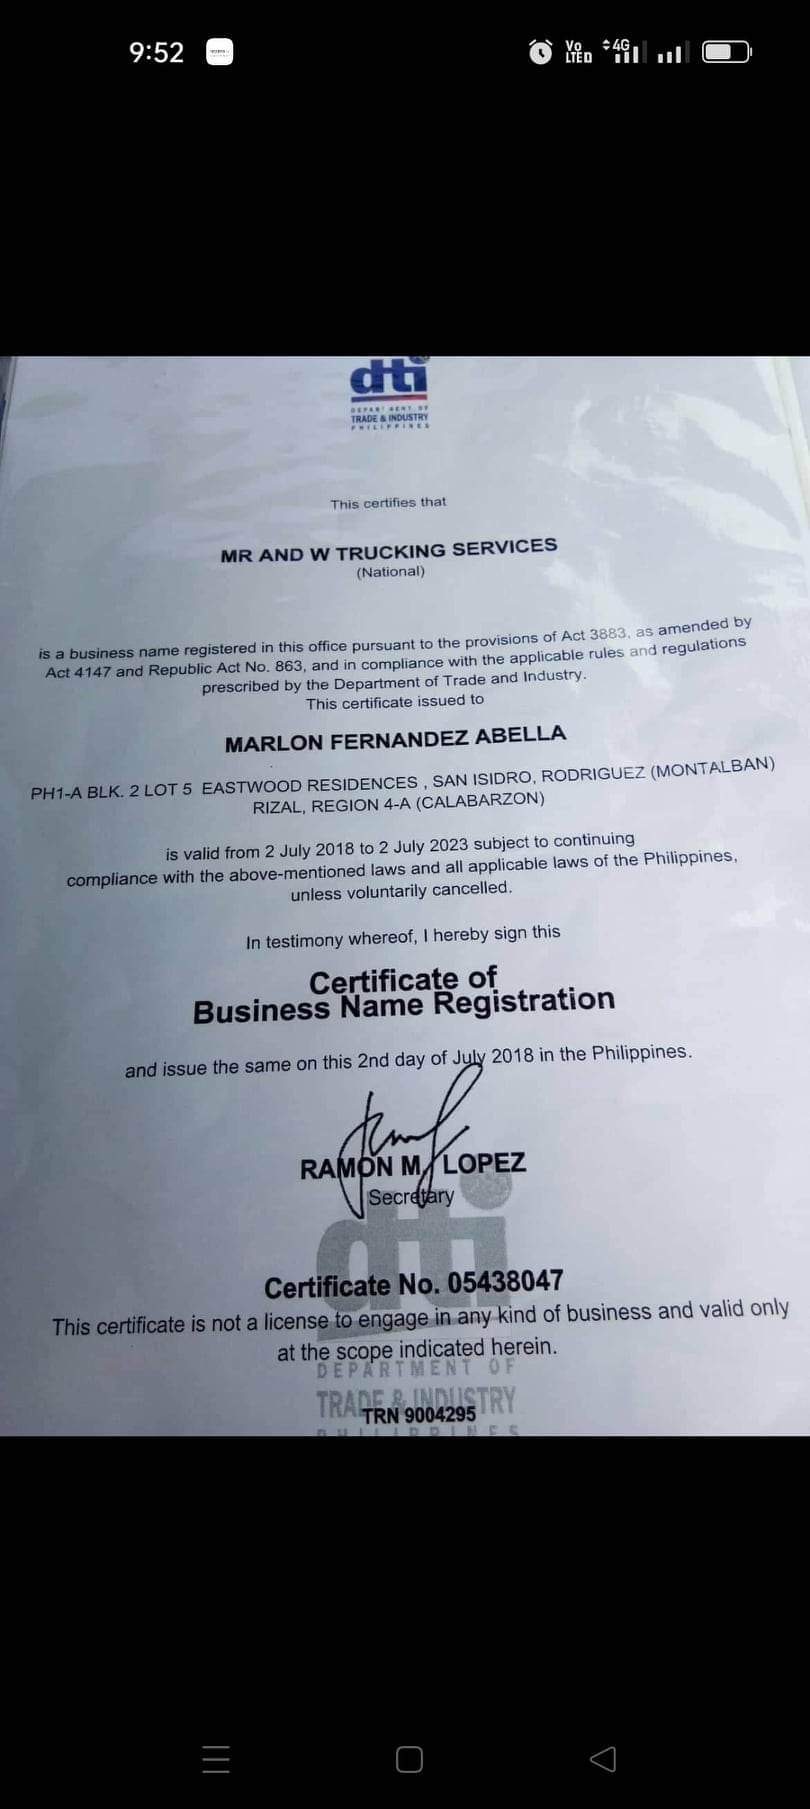 9:52
Vo
LTE
4G
dti
DEPARTMENT OF
TRADE & INDUSTRY
PHILIPPINES
This certifies that
MR AND W TRUCKING SERVICES
(National)
is a business name registered in this office pursuant to the provisions of Act 3883, as amended by
Act 4147 and Republic Act No. 863, and in compliance with the applicable rules and regulations
prescribed by the Department of Trade and Industry.
This certificate issued to
MARLON FERNANDEZ ABELLA
PH1-A BLK. 2 LOT 5 EASTWOOD RESIDENCES , SAN ISIDRO, RODRIGUEZ (MONTALBAN)
RIZAL, REGION 4-A (CALABARZON)
is valid from 2 July 2018 to 2 July 2023 subject to continuing
compliance with the above-mentioned laws and all applicable laws of the Philippines,
unless voluntarily cancelled.
In testimony whereof, I hereby sign this
Certificate of
Business Name Registration
and issue the same on this 2nd day of July 2018 in the Philippines.
RAMON M. LOPEZ
Secretary
dti
Certificate No. 05438047
This certificate is not a license to engage in any kind of business and valid only
at the scope indicated herein.
DEPARTMENT OF
TRADE & INDUSTRY
TRN 9004295
PHILIPPINES